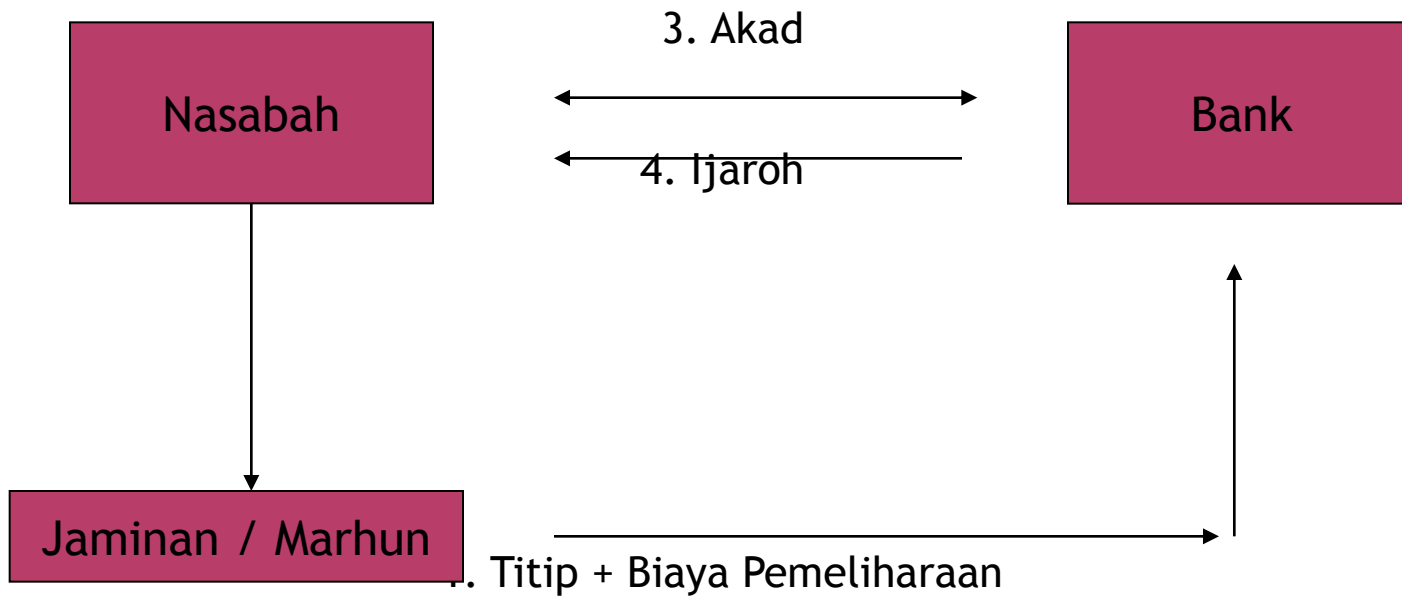 3. Akad
Nasabah
Bank
4. Ijaroh
Jaminan / Marhun
. Titip + Biaya Pemeliharaan